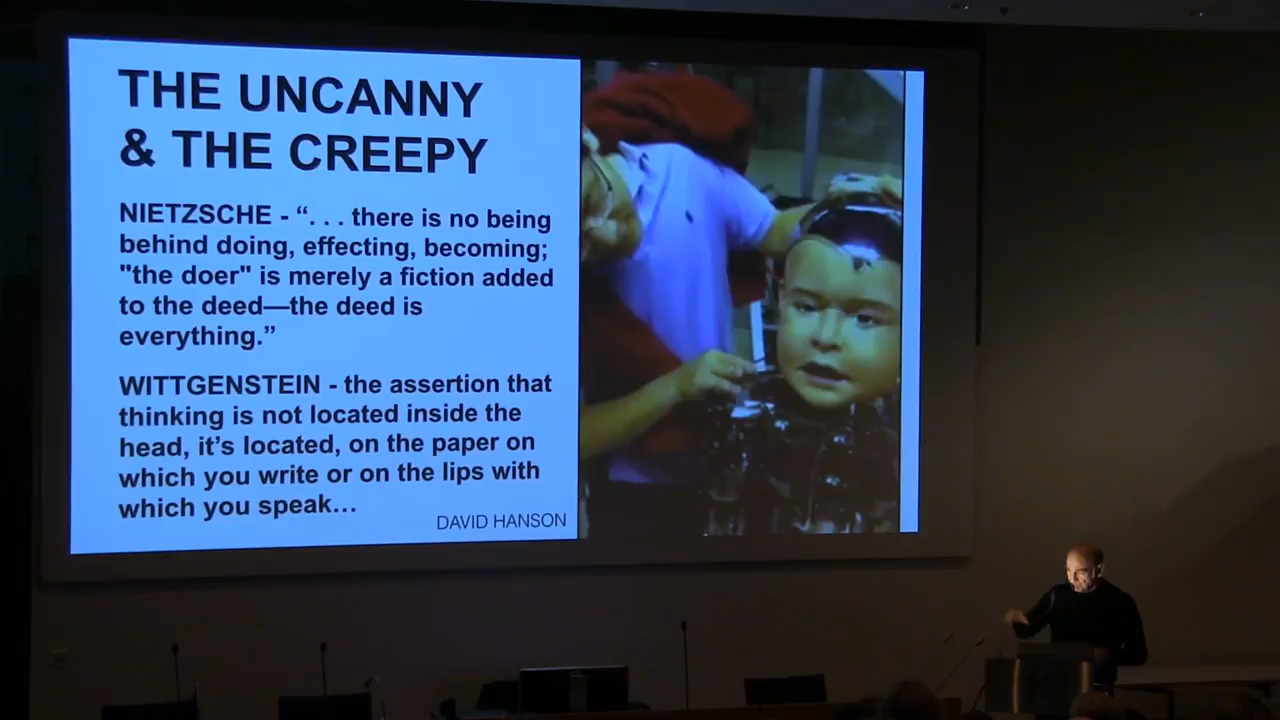 THE UNCANNY
& THE CREEPY
NIETZSCHE - “. . . there is no being
behind doing, effecting, becoming;
"the doer" is merely a fiction added
to the deed—the deed is
everything.”
WITTGENSTEIN - the assertion that
thinking is not located inside the
head, it’s located, on the paper on
which you write or on the lips with
which you speak…
DAVID HANSON